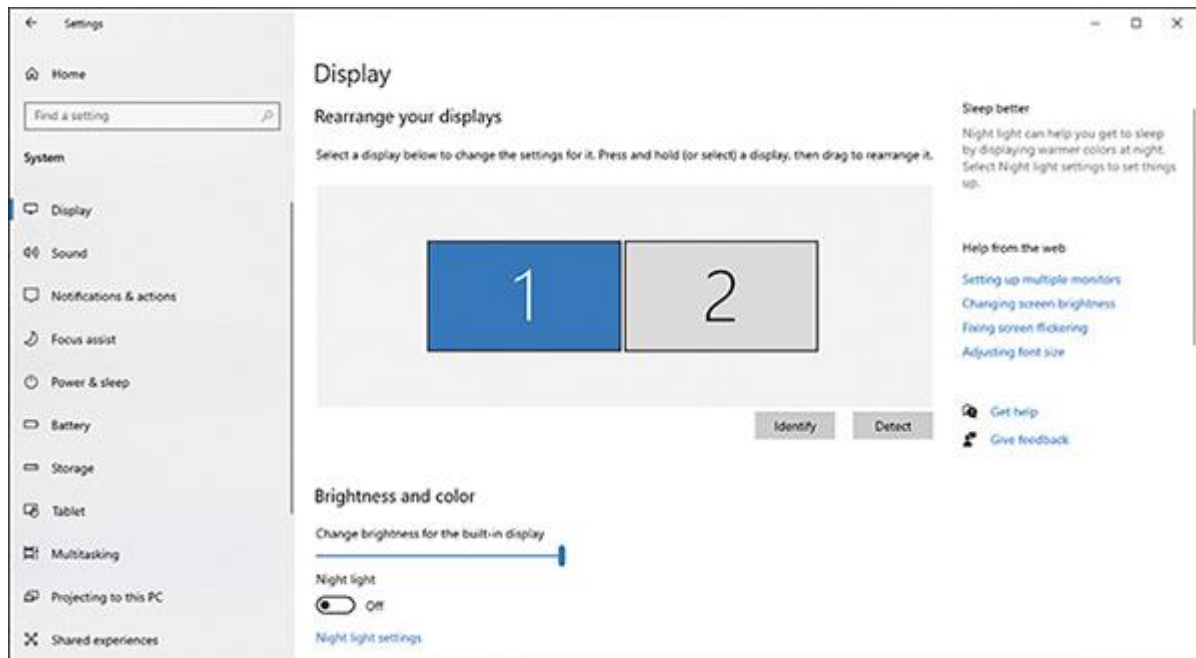 Settings
Home
Find a setting
System
Display
Sound
Notifications & actions
Focus assist
Power & sleep
Battery
Storage
Tablet
Multitasking
Projecting to this PC
Shared experiences
Display
Rearrange your displays
Select a display below to change the settings for it. Press and hold (or select) a display, then drag to rearrange it.
1
2
Identify
Detect
Brightness and color
Change brightness for the built-in display
Night light
Off
Night light settings
Sleep better
Night light can help you get to sleep
by displaying warmer colors at night.
Select Night light settings to set things
up.
Help from the web
Setting up multiple monitors
Changing screen brightness
Fixing screen flickering
Adjusting font size
Get help
Give feedback